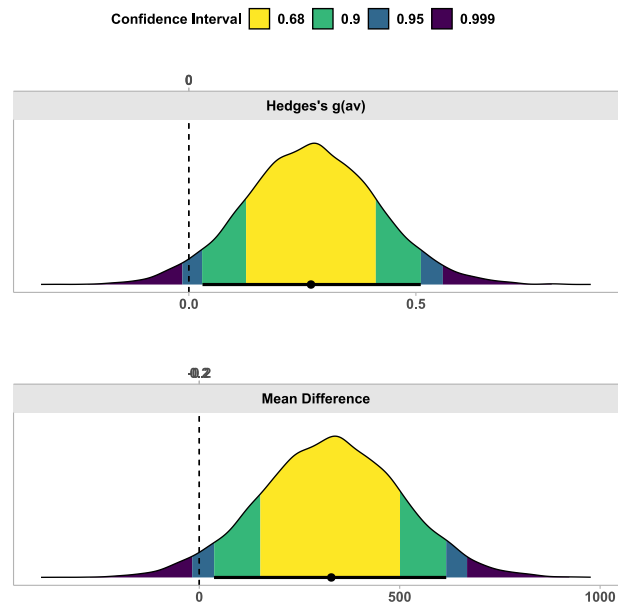 Confidence Interval 0.68 0.9 0.95 0.999
0
Hedges's g(av)
0.0 0.5
Mean Difference
0 500 1000